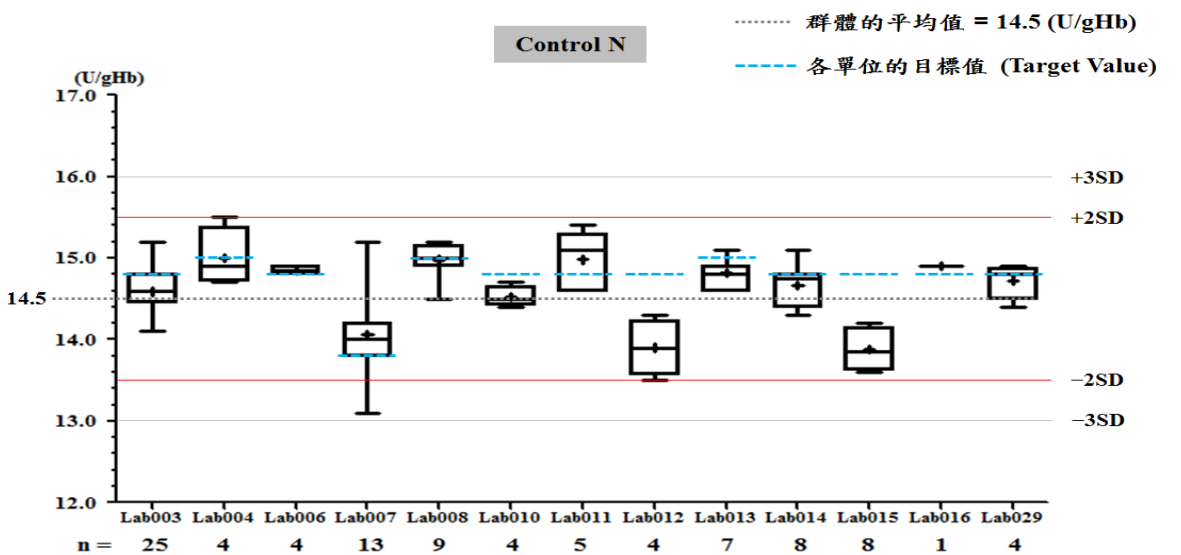 群體的平均值 = 14.5 (U/gHb)
Control N
各單位的目標值 (Target Value)
(U/gHb)
17.0
16.0
+3SD
+2SD
15.0
14.5
14.0
−2SD
13.0
−3SD
12.0
Lab003 Lab004 Lab006 Lab007 Lab008 Lab010 Lab011 Lab012 Lab013 Lab014 Lab015 Lab016 Lab029
n = 25 4 4 13 9 4 5 4 7 8 8 1 4